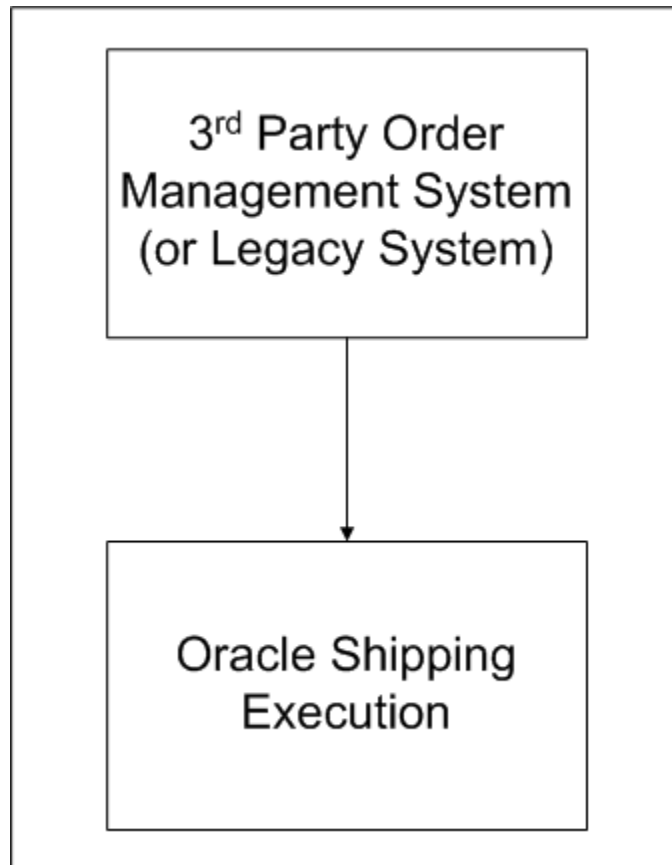 3rd Party Order
Management System
(or Legacy System)
Oracle Shipping
Execution